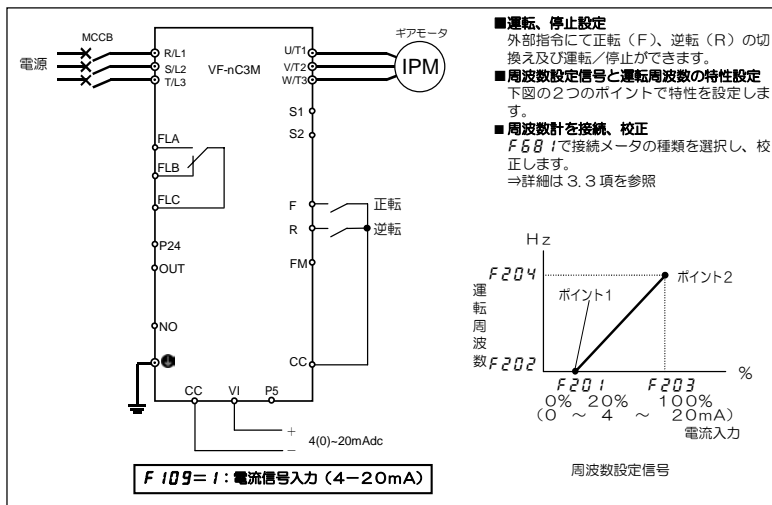 MCCB
電源
R/L1
S/L2
T/L3
VF-nC3M
U/T1
V/T2
W/T3
ギアモータ
IPM
S1
S2
FLA
FLB
FLC
F
正転
R
逆転
P24
OUT
FM
NO
CC
CC
VI
P5
+
4(0)~20mAdc
−
F109=1：電流信号入力（4−20mA）
■運転、停止設定
外部指令にて正転（F）、逆転（R）の切
換え及び運転／停止ができます。
■周波数設定信号と運転周波数の特性設定
下図の２つのポイントで特性を設定しま
す。
■周波数計を接続、校正
F681で接続メータの種類を選択し、校
正します。
⇒詳細は３.３項を参照
Hz
F204
ポイント2
ポイント1
運転周波数
F202
%
F201
F203
0% 20% 100%
(0 ～ 4 ～ 20mA)
電流入力
周波数設定信号